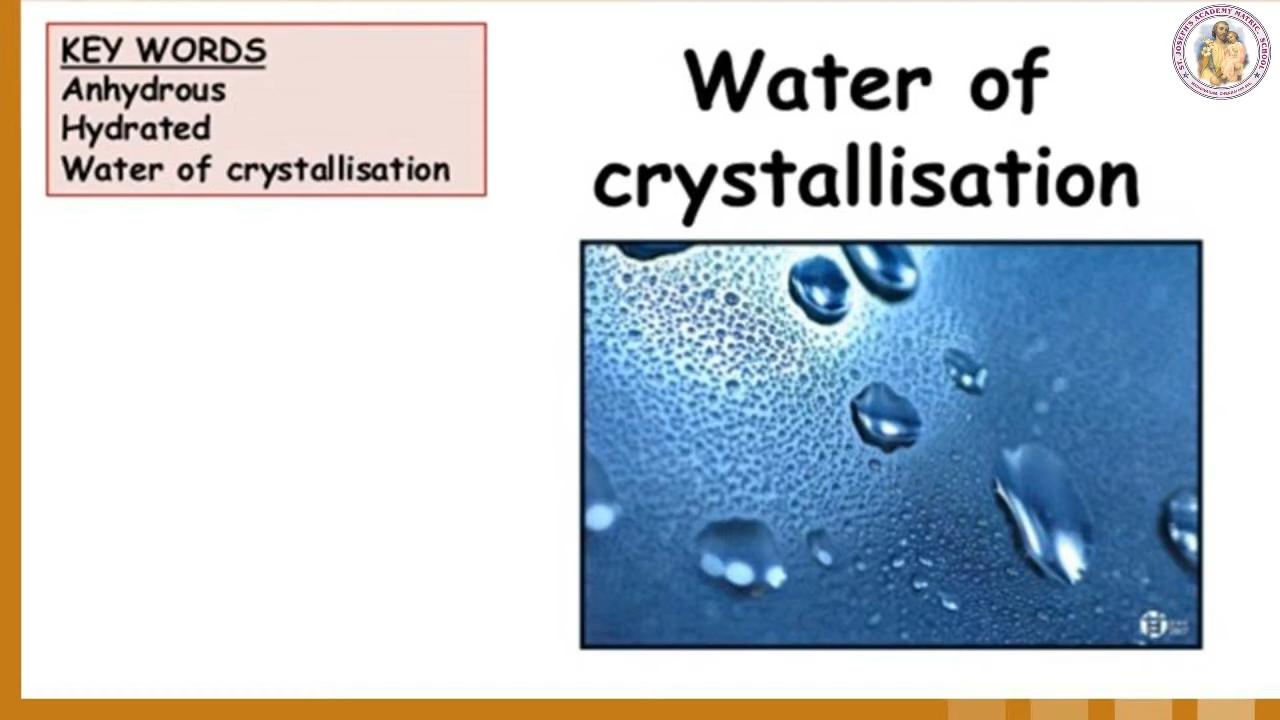 KEY WORDS
Anhydrous
Hydrated
Water of crystallisation
Water of
crystallisation